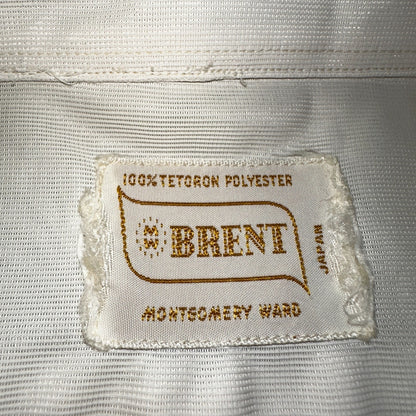 100% TETORON POLYESTER
MW BRENT
JAPAN
MONTGOMERY WARD